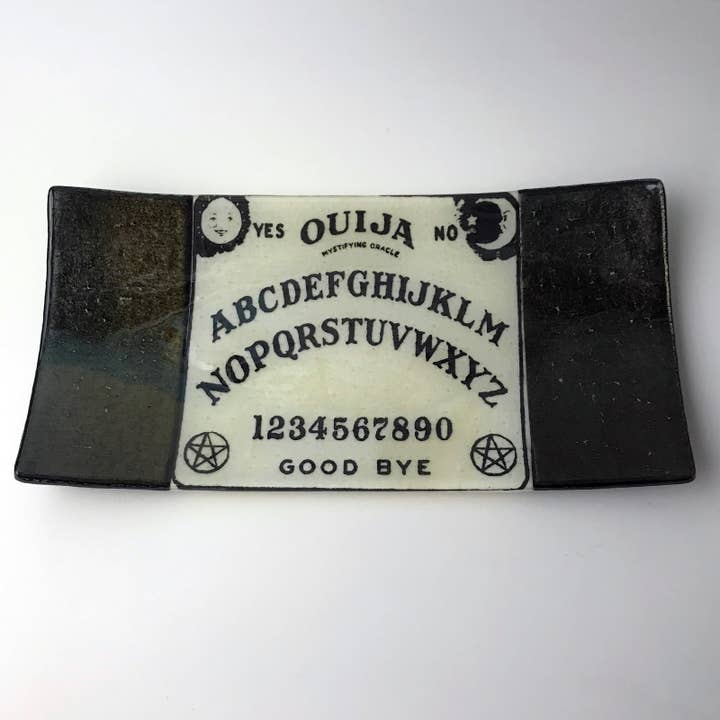 YES OUIJA NO
MYSTIFYING ORACLE
ABCDEFGHIJKLM
NOPQRSTUVWXYZ
1234567890
GOOD BYE